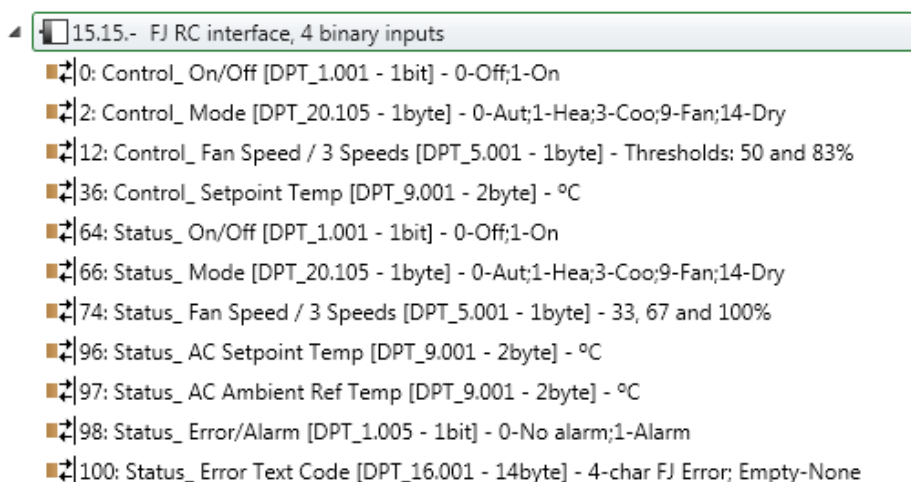 15.15.- FJ RC interface, 4 binary inputs
0: Control_ On/Off [DPT_1.001 - 1bit] - 0-Off;1-On
2: Control_ Mode [DPT_20.105 - 1byte] - 0-Aut;1-Hea;3-Coo;9-Fan;14-Dry
12: Control_ Fan Speed / 3 Speeds [DPT_5.001 - 1byte] - Thresholds: 50 and 83%
36: Control_ Setpoint Temp [DPT_9.001 - 2byte] - ºC
64: Status_ On/Off [DPT_1.001 - 1bit] - 0-Off;1-On
66: Status_ Mode [DPT_20.105 - 1byte] - 0-Aut;1-Hea;3-Coo;9-Fan;14-Dry
74: Status_ Fan Speed / 3 Speeds [DPT_5.001 - 1byte] - 33, 67 and 100%
96: Status_ AC Setpoint Temp [DPT_9.001 - 2byte] - ºC
97: Status_ AC Ambient Ref Temp [DPT_9.001 - 2byte] - ºC
98: Status_ Error/Alarm [DPT_1.005 - 1bit] - 0-No alarm;1-Alarm
100: Status_ Error Text Code [DPT_16.001 - 14byte] - 4-char FJ Error; Empty-None